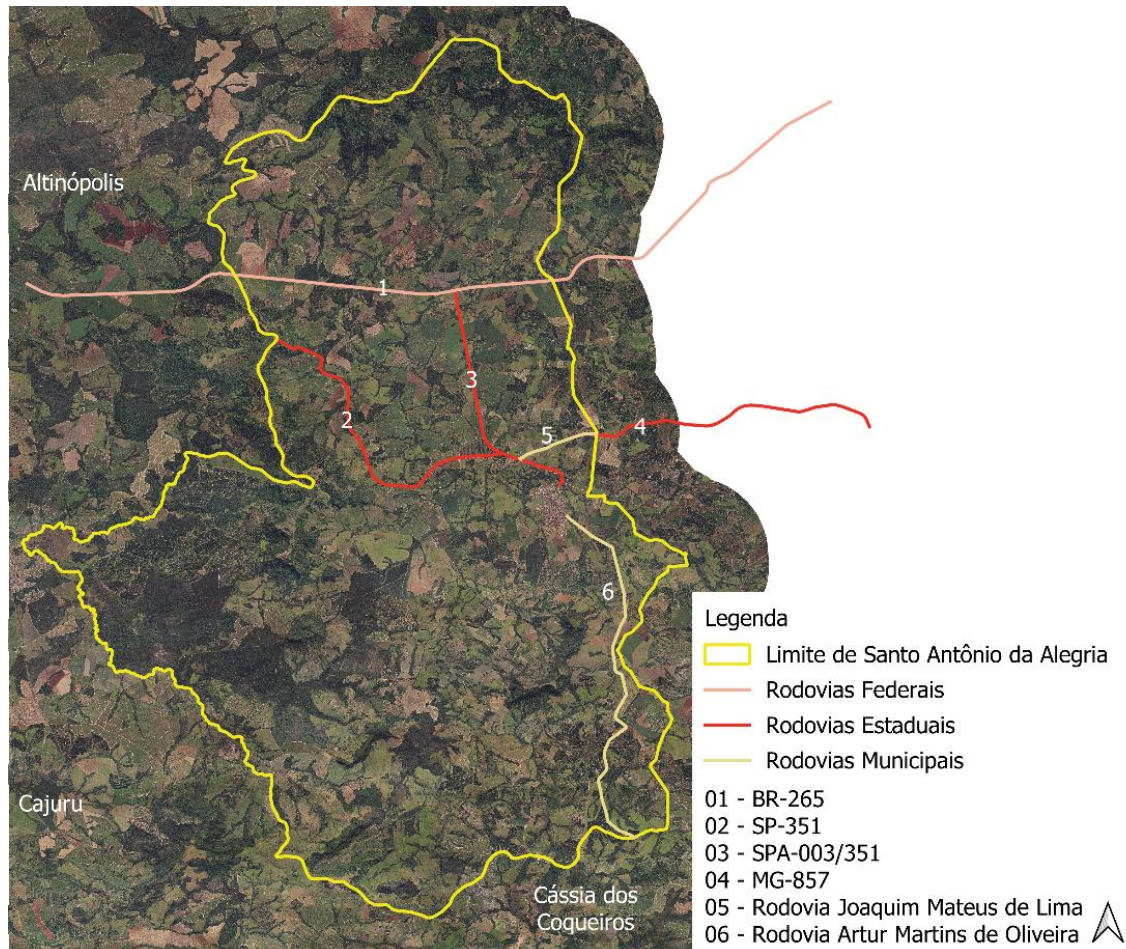 Altinópolis
1
3
2
5
4
6
Cajuru
Cássia dos
Coqueiros
Legenda
Limite de Santo Antônio da Alegria
Rodovias Federais
Rodovias Estaduais
Rodovias Municipais
01 - BR-265
02 - SP-351
03 - SPA-003/351
04 - MG-857
05 - Rodovia Joaquim Mateus de Lima
06 - Rodovia Artur Martins de Oliveira